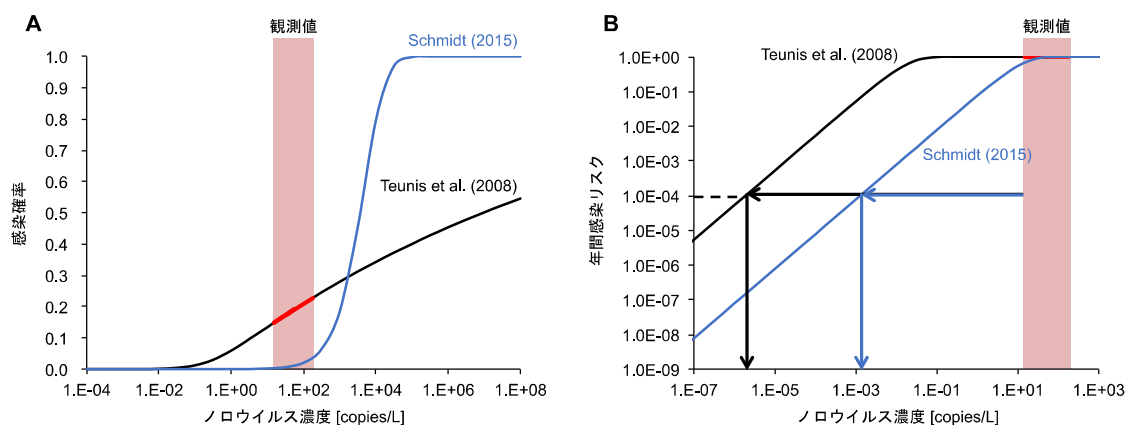 A
観測値
Schmidt (2015)
Teunis et al. (2008)
感染確率
1.0
0.9
0.8
0.7
0.6
0.5
0.4
0.3
0.2
0.1
0.0
1.E-04
1.E-02
1.E+00
1.E+02
1.E+04
1.E+06
1.E+08
ノロウイルス濃度 [copies/L]
B
観測値
Teunis et al. (2008)
Schmidt (2015)
年間感染リスク
1.0E+00
1.0E-01
1.0E-02
1.0E-03
1.0E-04
1.0E-05
1.0E-06
1.0E-07
1.0E-08
1.0E-09
1.E-07
1.E-05
1.E-03
1.E-01
1.E+01
1.E+03
ノロウイルス濃度 [copies/L]